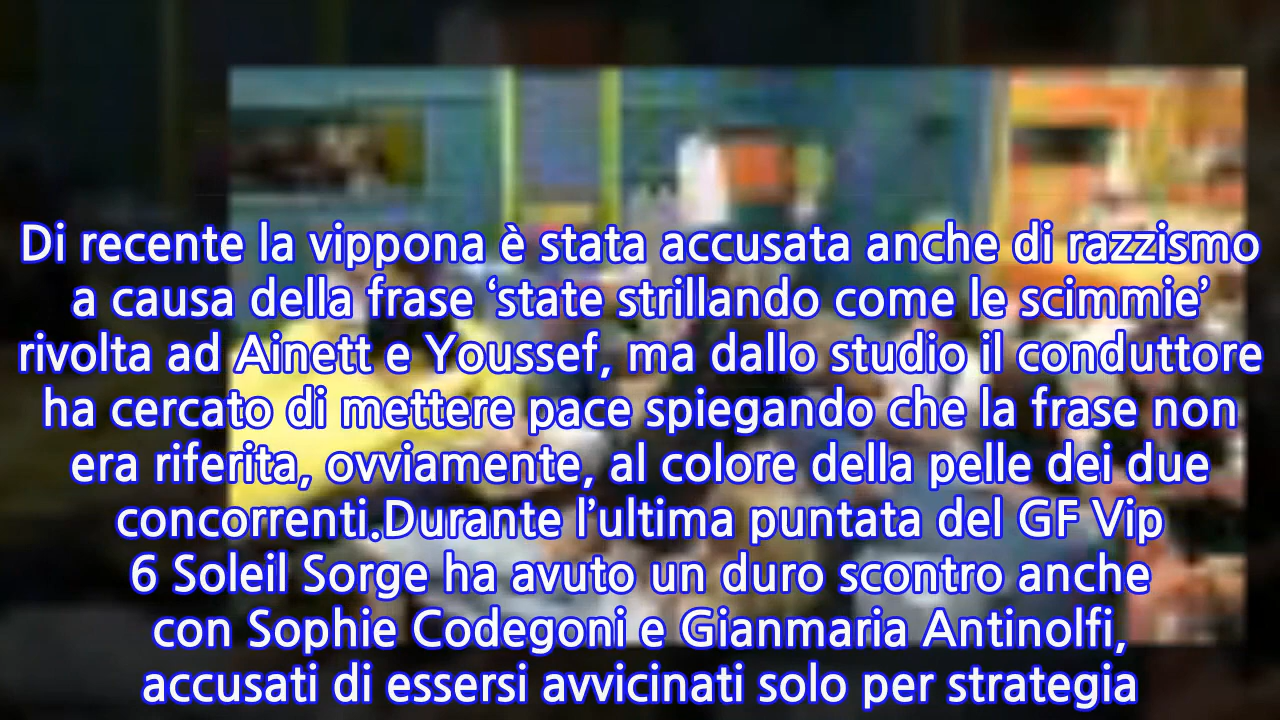 Di recente la vippona è stata accusata anche di razzismo
a causa della frase ‘state strillando come le scimmie’
rivolta ad Ainett e Youssef, ma dallo studio il conduttore
ha cercato di mettere pace spiegando che la frase non
era riferita, ovviamente, al colore della pelle dei due
concorrenti.Durante l’ultima puntata del GF Vip
6 Soleil Sorge ha avuto un duro scontro anche
con Sophie Codegoni e Gianmaria Antinolfi,
accusati di essersi avvicinati solo per strategia